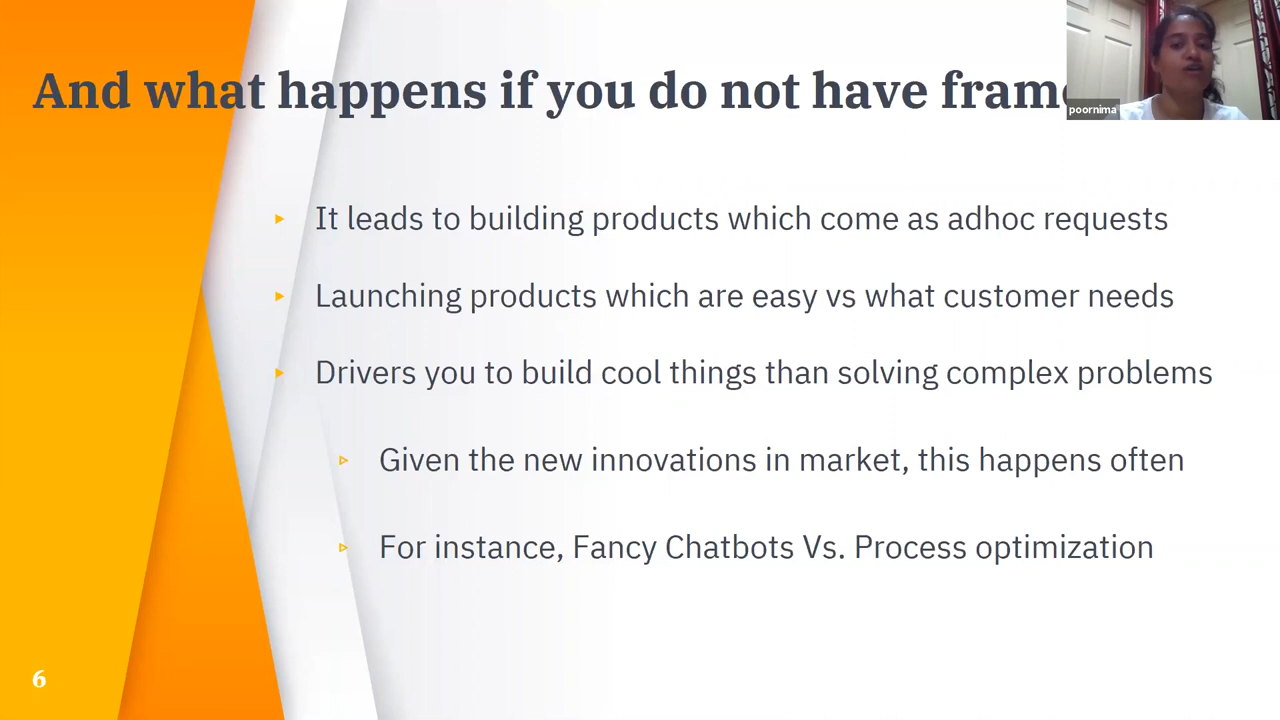 And what happens if you do not have frame
poornima
It leads to building products which come as adhoc requests
Launching products which are easy vs what customer needs
Drivers you to build cool things than solving complex problems
Given the new innovations in market, this happens often
For instance, Fancy Chatbots Vs. Process optimization
6